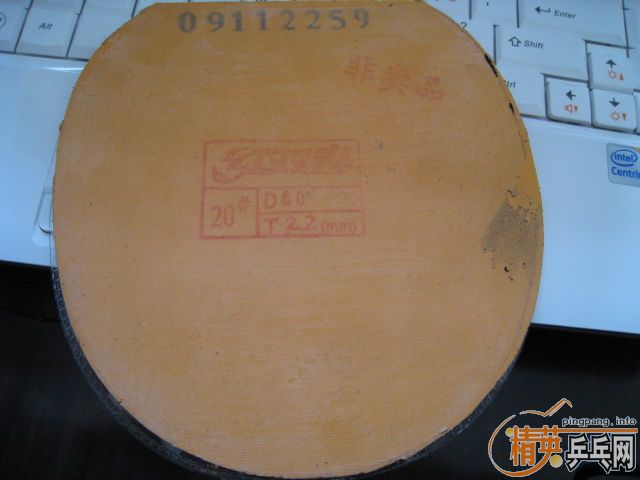 09112259
非卖品
20#
D40°
T 2.2 (mm)
Alt
Enter
Shift
Ctrl
intel
Centrino
pingpang.info
精英乒乓网